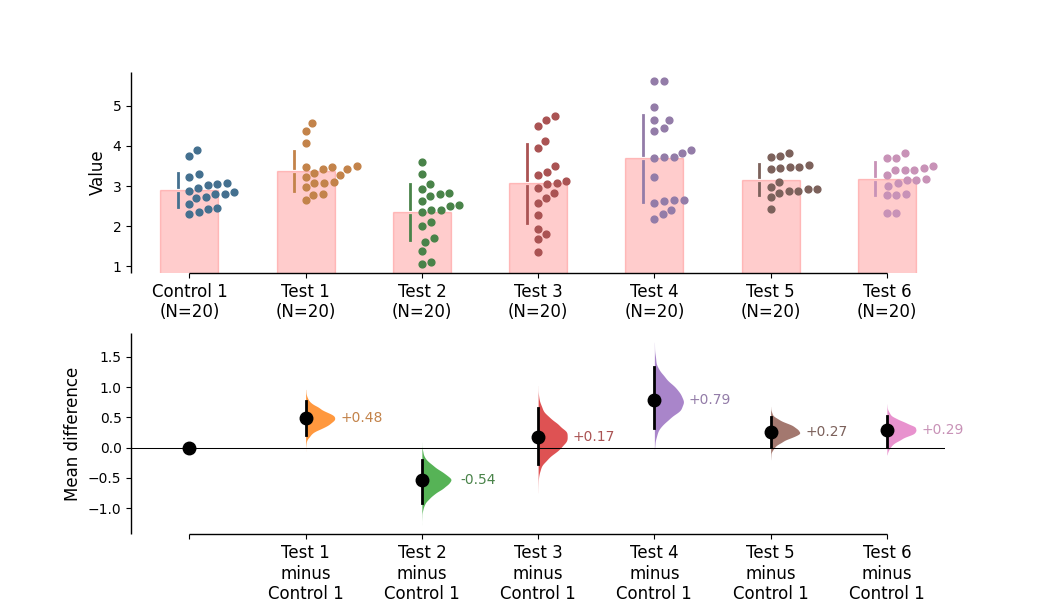 Value
5
4
3
2
1
Control 1 Test 1 Test 2 Test 3 Test 4 Test 5 Test 6
(N=20) (N=20) (N=20) (N=20) (N=20) (N=20) (N=20)
Mean difference
1.5
1.0
0.5
0.0
−0.5
−1.0
+0.48
-0.54
+0.17
+0.79
+0.27
+0.29
Test 1 Test 2 Test 3 Test 4 Test 5 Test 6
minus minus minus minus minus minus
Control 1 Control 1 Control 1 Control 1 Control 1 Control 1